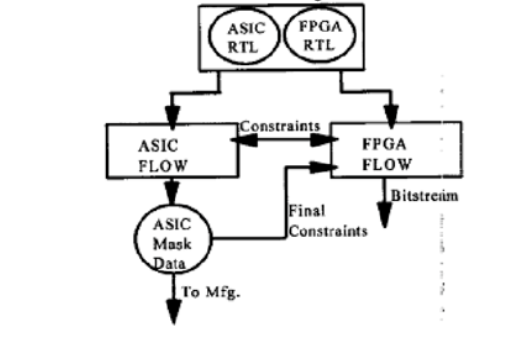 ASIC
RTL
FPGA
RTL
Constraints
ASIC
FLOW
FPGA
FLOW
Bitstream
ASIC
Mask
Data
Final
Constraints
To Mfg.